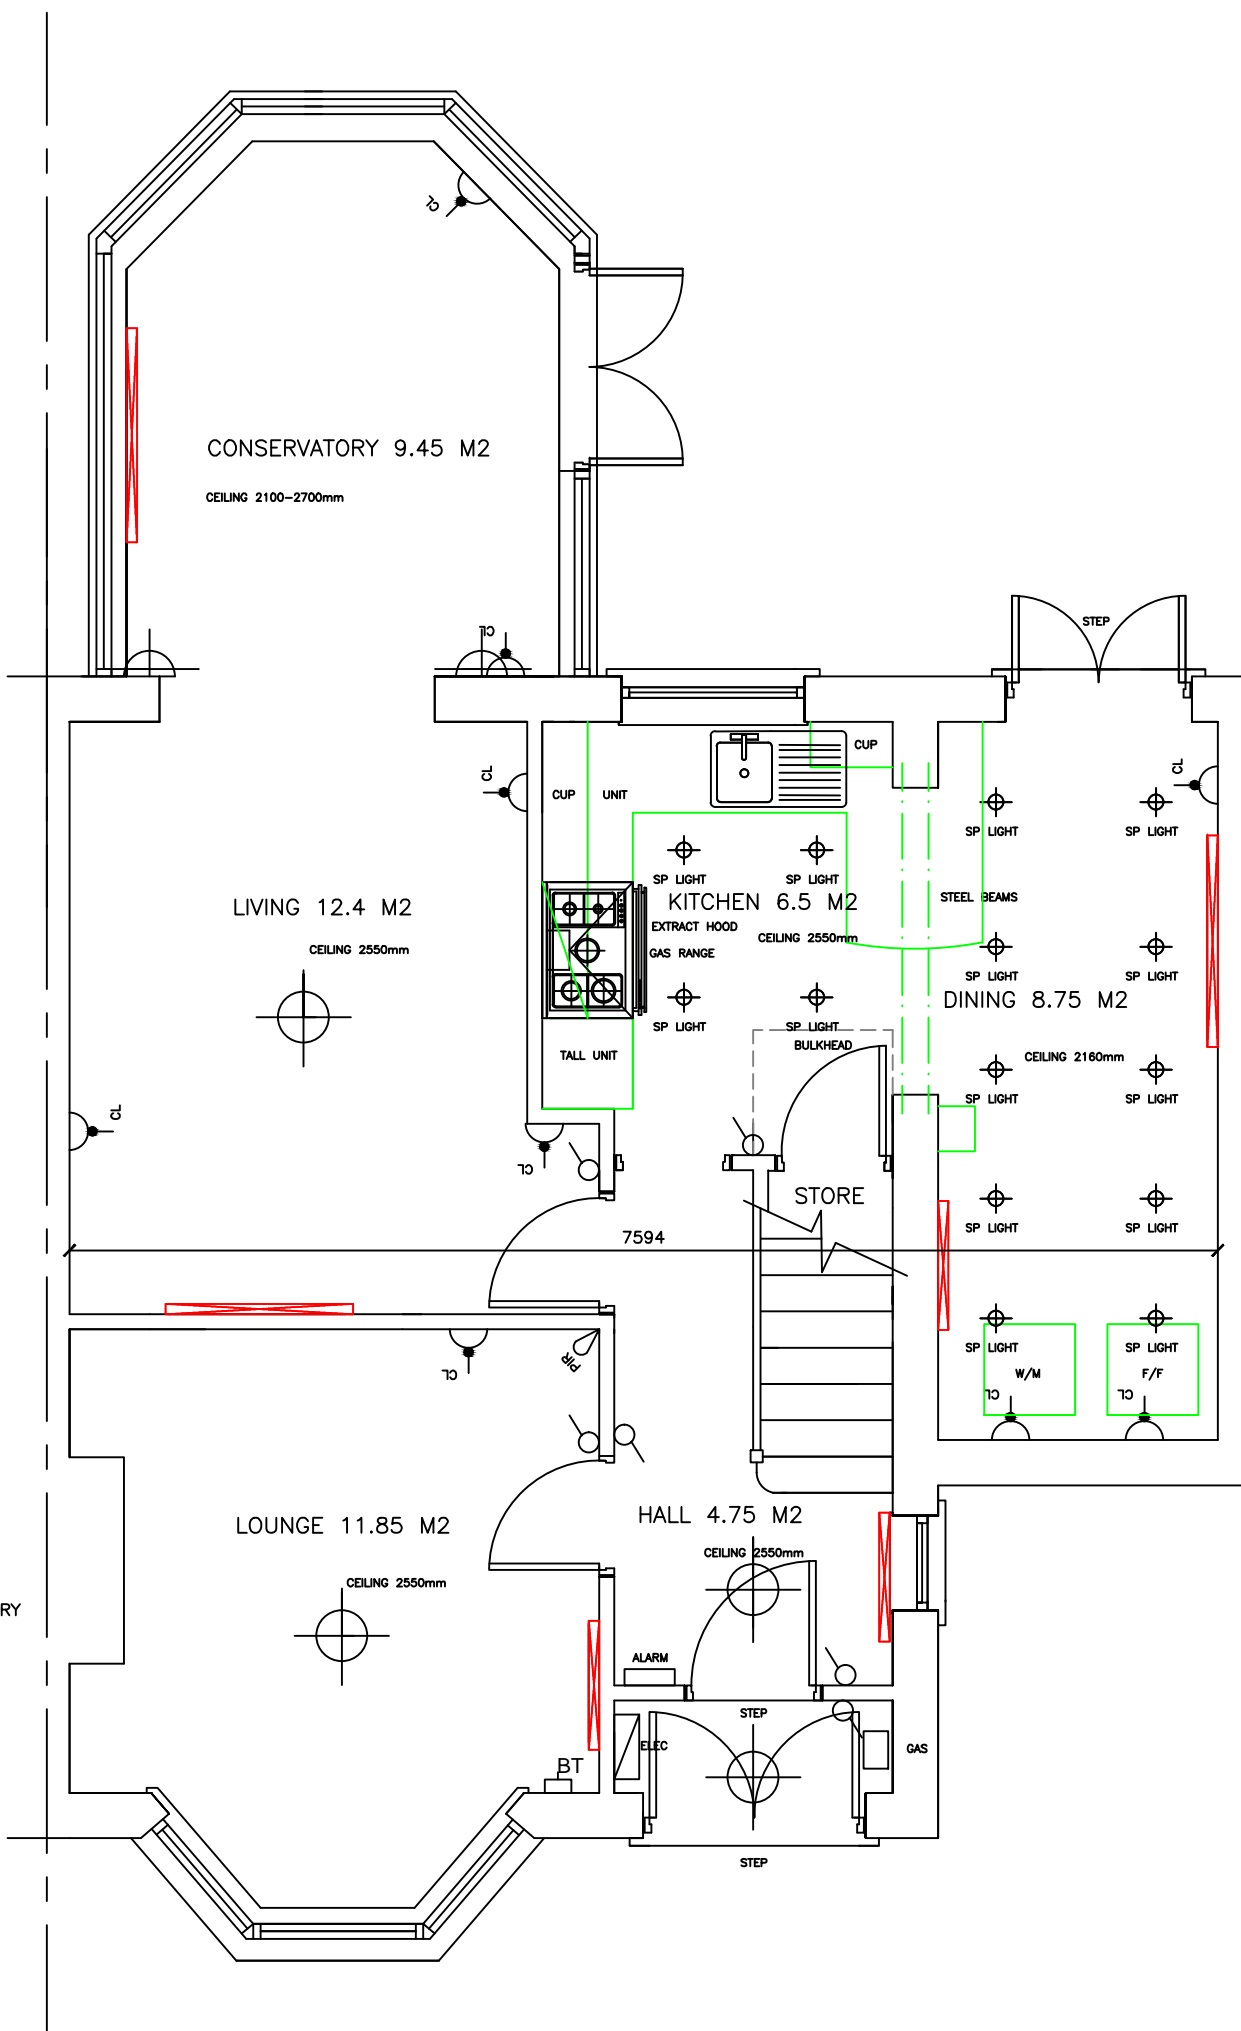 CL
CONSERVATORY 9.45 M2
CEILING 2100-2700mm
STEP
CL
CUP
CL
CL
CUP
UNIT
SP LIGHT
SP LIGHT
SP LIGHT
SP LIGHT
KITCHEN 6.5 M2
STEEL BEAMS
LIVING 12.4 M2
EXTRACT HOOD
CEILING 2550mm
CEILING 2550mm
GAS RANGE
SP LIGHT
SP LIGHT
DINING 8.75 M2
SP LIGHT
SP LIGHT
BULKHEAD
TALL UNIT
CEILING 2160mm
SP LIGHT
SP LIGHT
CL
CL
STORE
SP LIGHT
SP LIGHT
7594
SP LIGHT
SP LIGHT
PIR
CL
W/M
F/F
CL
CL
HALL 4.75 M2
LOUNGE 11.85 M2
CEILING 2550mm
CEILING 2550mm
RY
ALARM
STEP
ELEC
GAS
BT
STEP